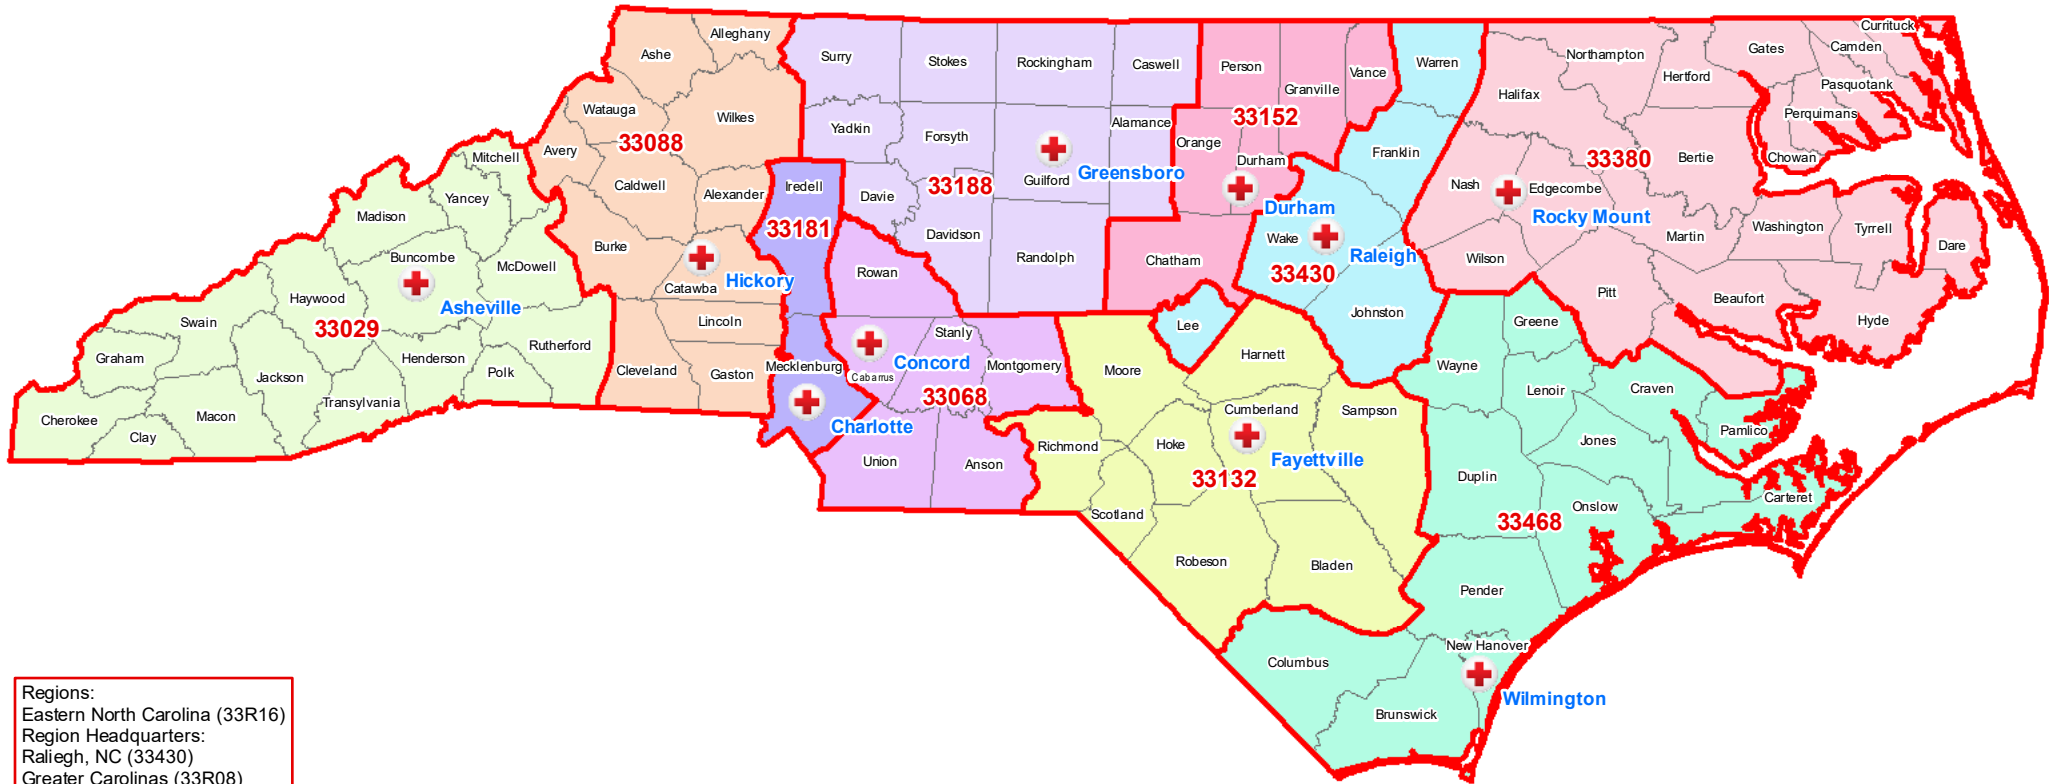 Currituck
Alleghany
Ashe
Surry
Stokes
Rockingham
Caswell
Person
Granville
Vance
Warren
Northampton
Hertford
Gates
Camden
Pasquotank
Perquimans
Chowan
Halifax
Watauga
Wilkes
33088
Avery
Caldwell
Alexander
Yadkin
Forsyth
Alamance
Orange
33152
Durham
Franklin
33380
Bertie
Mitchell
Yancey
Madison
Iredell
Davie
33188
Guilford
Greensboro
Nash
Edgecombe
Rocky Mount
Durham
Wake
Raleigh
33430
Wilson
Martin
Washington
Tyrrell
Dare
Burke
33181
Davidson
Randolph
Chatham
Buncombe
McDowell
Catawba
Hickory
Rowan
Pitt
Beaufort
Hyde
Haywood
Asheville
33029
Swain
Graham
Henderson
Rutherford
Polk
Jackson
Transylvania
Macon
Cherokee
Clay
Lincoln
Cleveland
Gaston
Mecklenburg
Charlotte
Cabarrus
Concord
Stanly
Montgomery
33068
Union
Anson
Lee
Johnston
Harnett
Moore
Cumberland
Sampson
Richmond
Hoke
Fayettville
33132
Scotland
Robeson
Bladen
Greene
Wayne
Lenoir
Craven
Pamlico
Jones
Duplin
Onslow
Carteret
33468
Pender
New Hanover
Columbus
Brunswick
Wilmington
Regions:
Eastern North Carolina (33R16)
Region Headquarters:
Raliegh, NC (33430)
Greater Carolinas (33R08)